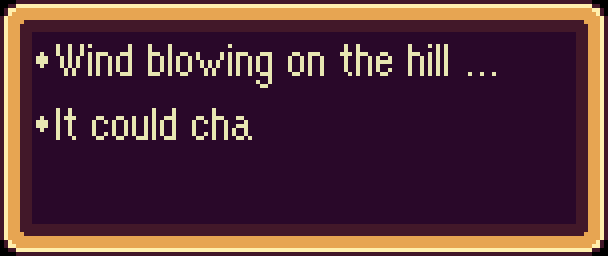 •Wind blowing on the hill ...
•It could cha